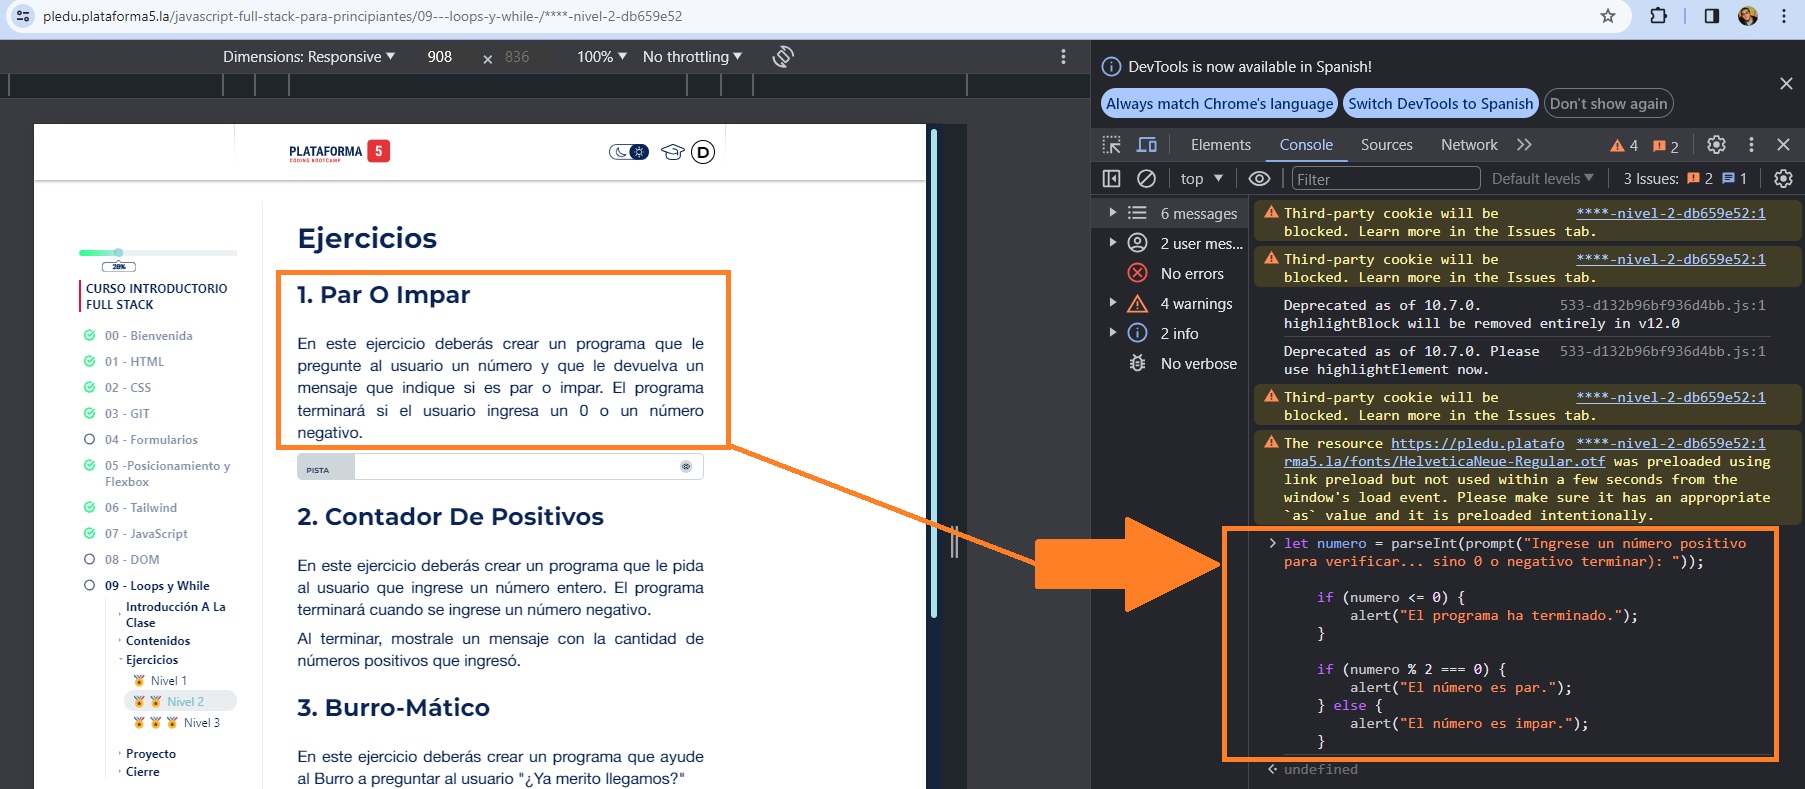 pledu.plataforma5.la/javascript-full-stack-para-principiantes/09---loops-y-while-/****-nivel-2-db659e52
Dimensions: Responsive 908 × 836 100% No throttling
PLATAFORMA 5
CODING BOOTCAMP
D
28%
CURSO INTRODUCTORIO
FULL STACK
00 - Bienvenida
01 - HTML
02 - CSS
03 - GIT
04 - Formularios
05 -Posicionamiento y
Flexbox
06 - Tailwind
07 - JavaScript
08 - DOM
09 - Loops y While
Introducción A La
Clase
Contenidos
Ejercicios
Nivel 1
Nivel 2
Nivel 3
Proyecto
Cierre
Ejercicios
1. Par O Impar
En este ejercicio deberás crear un programa que le
pregunte al usuario un número y que le devuelva un
mensaje que indique si es par o impar. El programa
terminará si el usuario ingresa un 0 o un número
negativo.
PISTA
2. Contador De Positivos
En este ejercicio deberás crear un programa que le pida
al usuario que ingrese un número entero. El programa
terminará cuando se ingrese un número negativo.
Al terminar, mostrale un mensaje con la cantidad de
números positivos que ingresó.
3. Burro-Mático
En este ejercicio deberás crear un programa que ayude
al Burro a preguntar al usuario "¿Ya merito llegamos?"
DevTools is now available in Spanish!
Always match Chrome's language Switch DevTools to Spanish Don't show again
Elements Console Sources Network 4 2
top Filter Default levels 3 Issues: 2 1
6 messages
2 user mes...
No errors
4 warnings
2 info
No verbose
Third-party cookie will be ****-nivel-2-db659e52:1
blocked. Learn more in the Issues tab.
Third-party cookie will be ****-nivel-2-db659e52:1
blocked. Learn more in the Issues tab.
Deprecated as of 10.7.0. 533-d132b96bf936d4bb.js:1
highlightBlock will be removed entirely in v12.0
Deprecated as of 10.7.0. Please 533-d132b96bf936d4bb.js:1
use highlightElement now.
Third-party cookie will be ****-nivel-2-db659e52:1
blocked. Learn more in the Issues tab.
The resource https://pledu.platafo ****-nivel-2-db659e52:1
rma5.la/fonts/HelveticaNeue-Regular.otf was preloaded using
link preload but not used within a few seconds from the
window's load event. Please make sure it has an appropriate
`as` value and it is preloaded intentionally.
let numero = parseInt(prompt("Ingrese un número positivo
para verificar... sino 0 o negativo terminar): "));
if (numero <= 0) {
alert("El programa ha terminado.");
}
if (numero % 2 === 0) {
alert("El número es par.");
} else {
alert("El número es impar.");
}
undefined